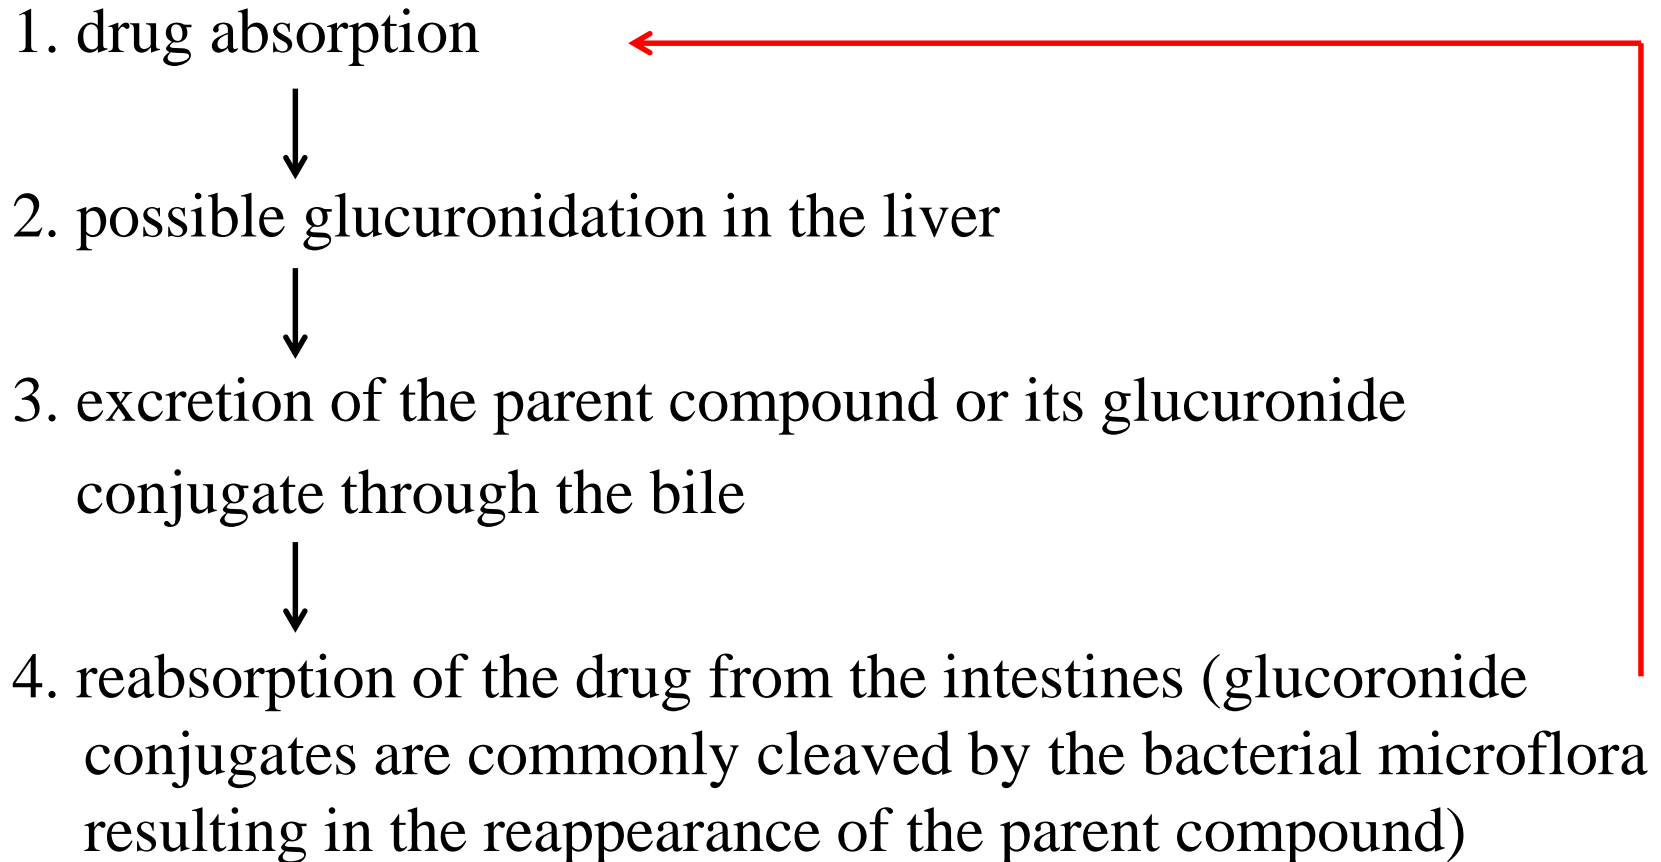 1. drug absorption
2. possible glucuronidation in the liver
3. excretion of the parent compound or its glucuronide
conjugate through the bile
4. reabsorption of the drug from the intestines (glucoronide
conjugates are commonly cleaved by the bacterial microflora
resulting in the reappearance of the parent compound)